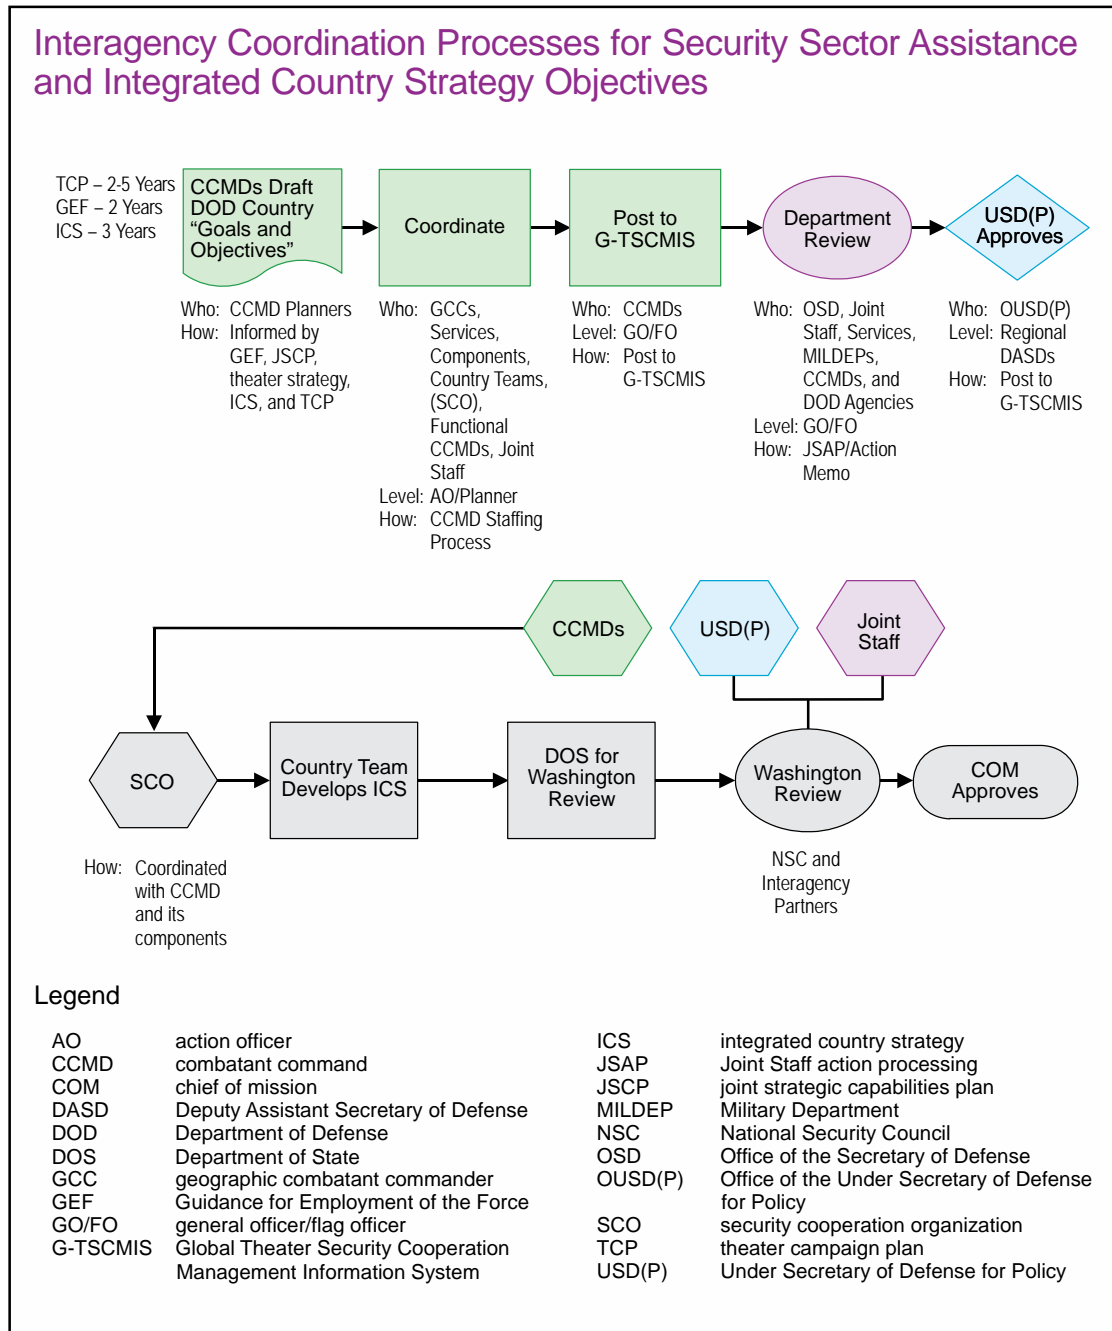 Interagency Coordination Processes for Security Sector Assistance
and Integrated Country Strategy Objectives
TCP – 2-5 Years
GEF – 2 Years
ICS – 3 Years
CCMDs Draft
DOD Country
“Goals and
Objectives”
Coordinate
Post to
G-TSCMIS
Department
Review
USD(P)
Approves
Who: CCMD Planners
How: Informed by
GEF, JSCP,
theater strategy,
ICS, and TCP
Who: GCCs,
Services,
Components,
Country Teams,
(SCO),
Functional
CCMDs, Joint
Staff
Level: AO/Planner
How: CCMD Staffing
Process
Who: CCMDs
Level: GO/FO
How: Post to
G-TSCMIS
Who: OSD, Joint
Staff, Services,
MILDEPs,
CCMDs, and
DOD Agencies
Level: GO/FO
How: JSAP/Action
Memo
Who: OUSD(P)
Level: Regional
DASDs
How: Post to
G-TSCMIS
CCMDs
USD(P)
Joint
Staff
SCO
Country Team
Develops ICS
DOS for
Washington
Review
Washington
Review
COM
Approves
How: Coordinated
with CCMD
and its
components
NSC and
Interagency
Partners
Legend
AO action officer
CCMD combatant command
COM chief of mission
DASD Deputy Assistant Secretary of Defense
DOD Department of Defense
DOS Department of State
GCC geographic combatant commander
GEF Guidance for Employment of the Force
GO/FO general officer/flag officer
G-TSCMIS Global Theater Security Cooperation
Management Information System
ICS integrated country strategy
JSAP Joint Staff action processing
JSCP joint strategic capabilities plan
MILDEP Military Department
NSC National Security Council
OSD Office of the Secretary of Defense
OUSD(P) Office of the Under Secretary of Defense
for Policy
SCO security cooperation organization
TCP theater campaign plan
USD(P) Under Secretary of Defense for Policy